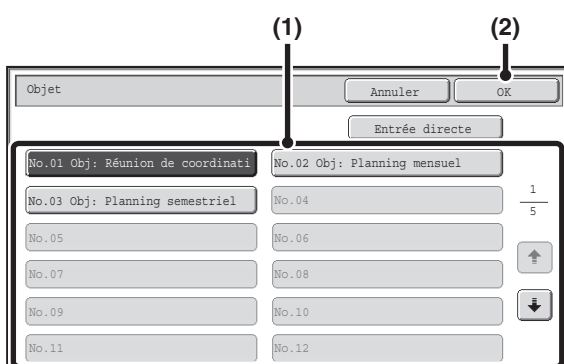 (1) (2)
Objet Annuler OK
Entrée directe
No.01 Obj: Réunion de coordinati No.02 Obj: Planning mensuel
No.03 Obj: Planning semestriel No.04
1
5
No.05 No.06
No.07 No.08
No.09 No.10
No.11 No.12